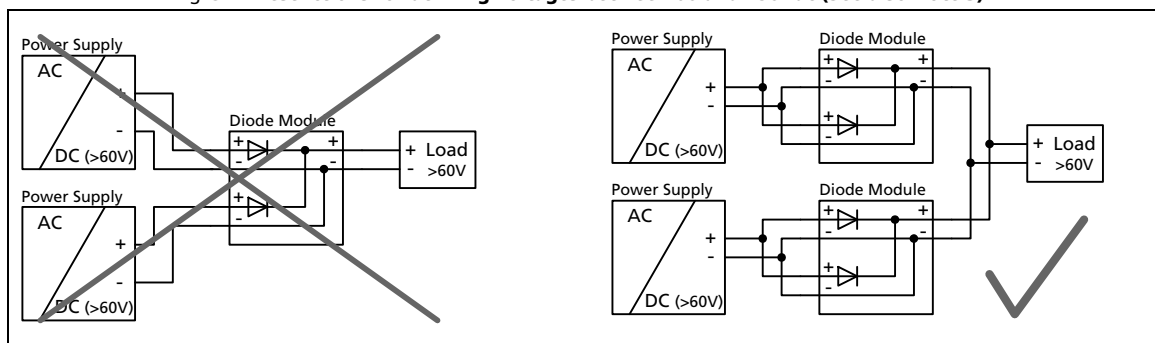 Power Supply
AC
+
-
DC (>60V)
Power Supply
AC
+
-
DC (>60V)
Diode Module
+
-
+
-
+
-
+ Load
- >60V
Power Supply
AC
+
-
DC (>60V)
Diode Module
+
-
+
-
+
-
Power Supply
AC
+
-
DC (>60V)
Diode Module
+
-
+
-
+
-
+ Load
- >60V